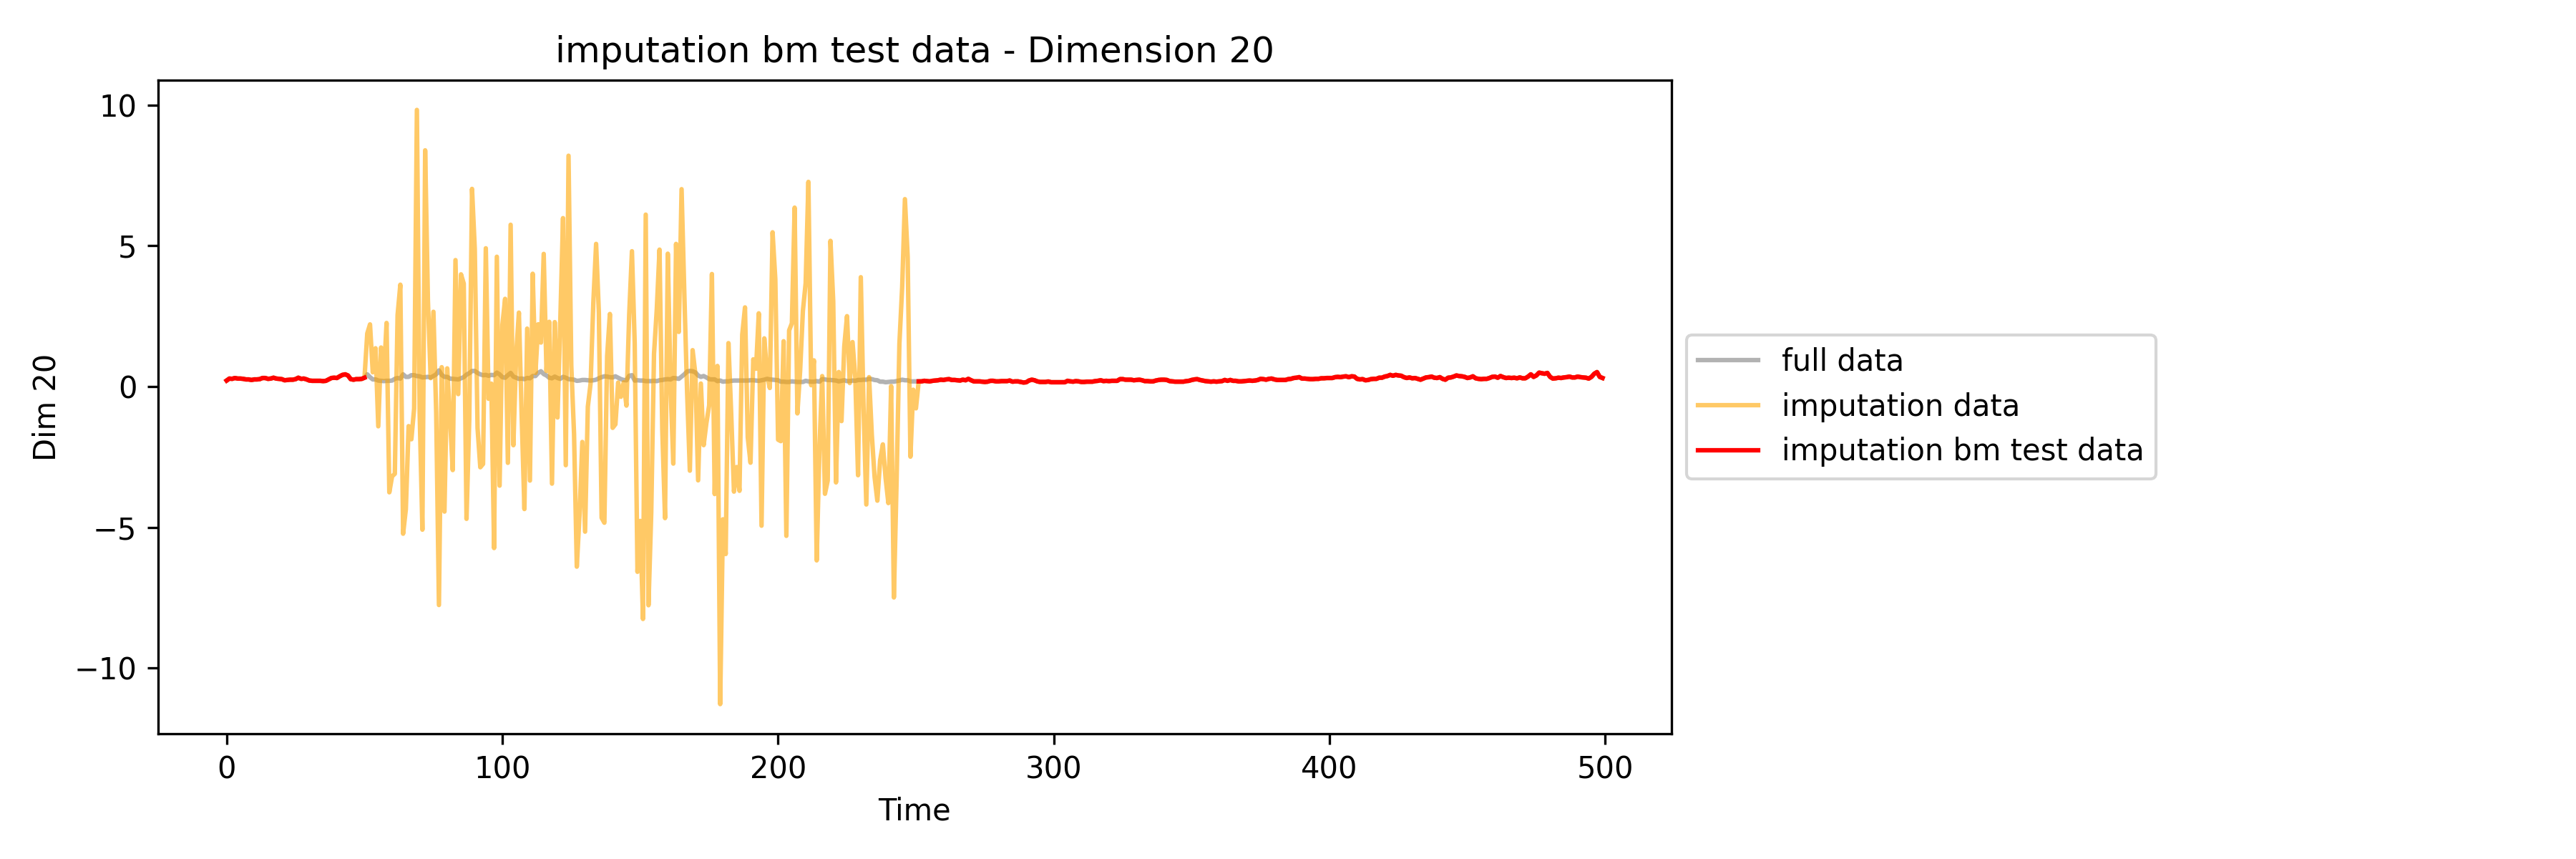 imputation bm test data - Dimension 20
10
5
0
−5
−10
Dim 20
0
100
200
300
400
500
Time
full data
imputation data
imputation bm test data